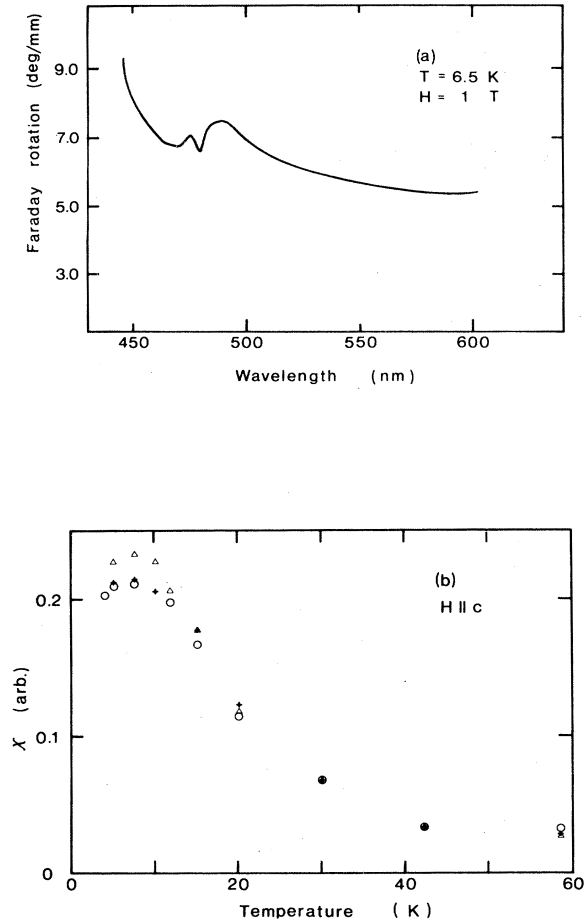 Faraday rotation (deg/mm)
9.0
7.0
5.0
3.0
(a)
T = 6.5 K
H = 1 T
450
500
550
600
Wavelength (nm)
χ (arb.)
0.2
0.1
0
(b)
H ∥ c
0
20
40
60
Temperature (K)